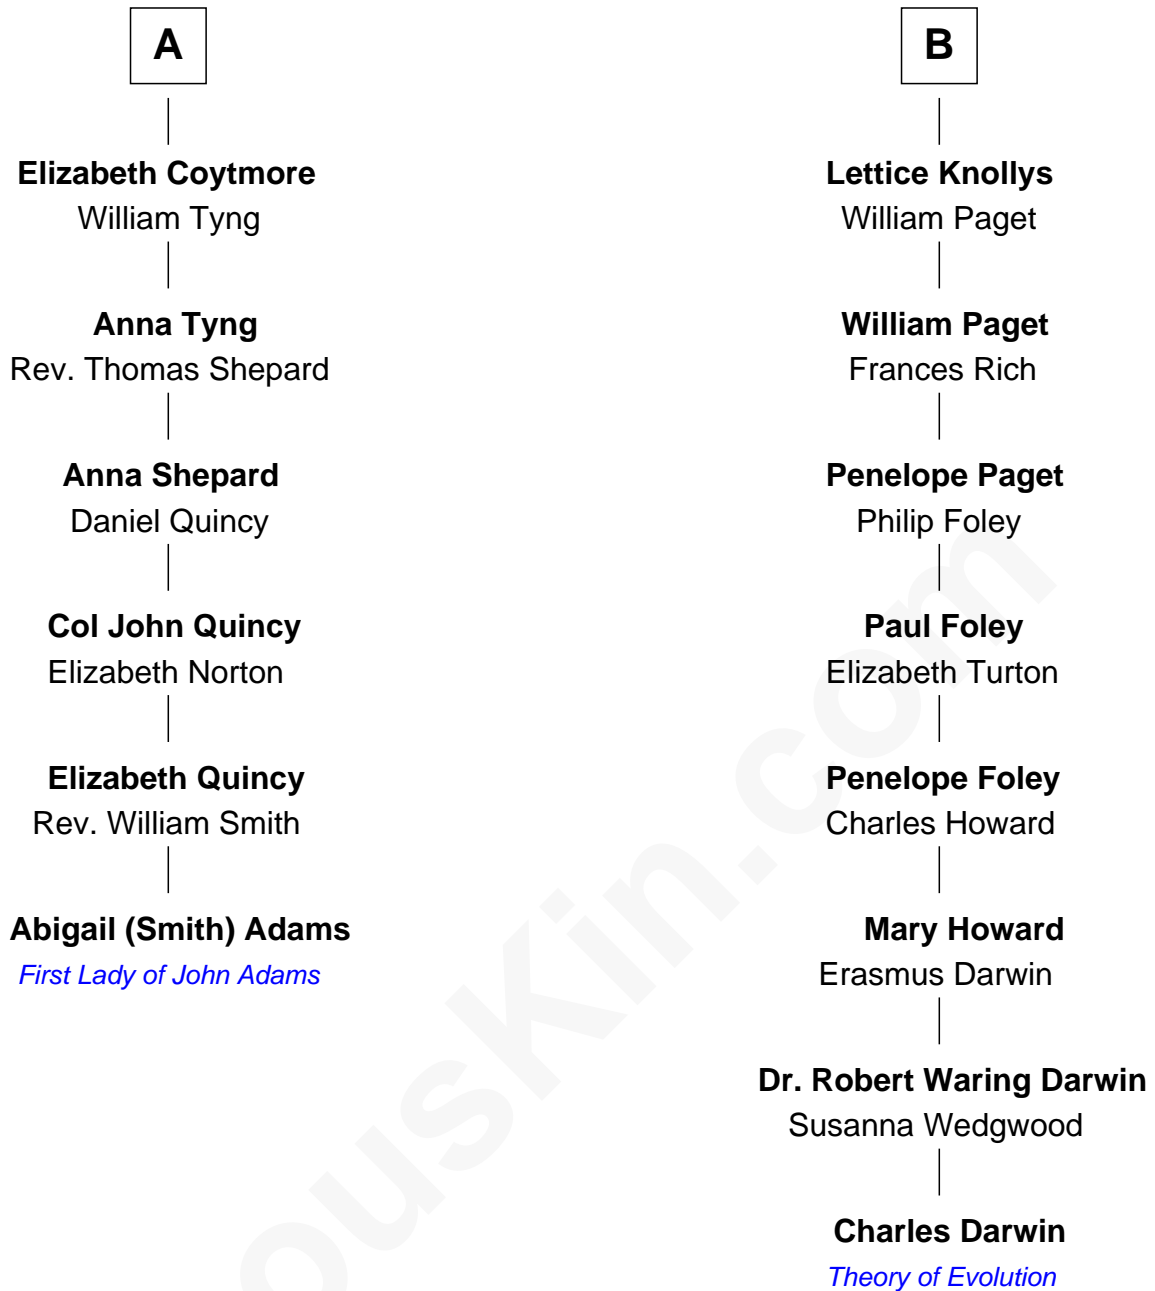 A
Elizabeth Coytmore
William Tyng
Anna Tyng
Rev. Thomas Shepard
Anna Shepard
Daniel Quincy
Col John Quincy
Elizabeth Norton
Elizabeth Quincy
Rev. William Smith
Abigail (Smith) Adams
First Lady of John Adams
B
Lettice Knollys
William Paget
William Paget
Frances Rich
Penelope Paget
Philip Foley
Paul Foley
Elizabeth Turton
Penelope Foley
Charles Howard
Mary Howard
Erasmus Darwin
Dr. Robert Waring Darwin
Susanna Wedgwood
Charles Darwin
Theory of Evolution
ousKin.com